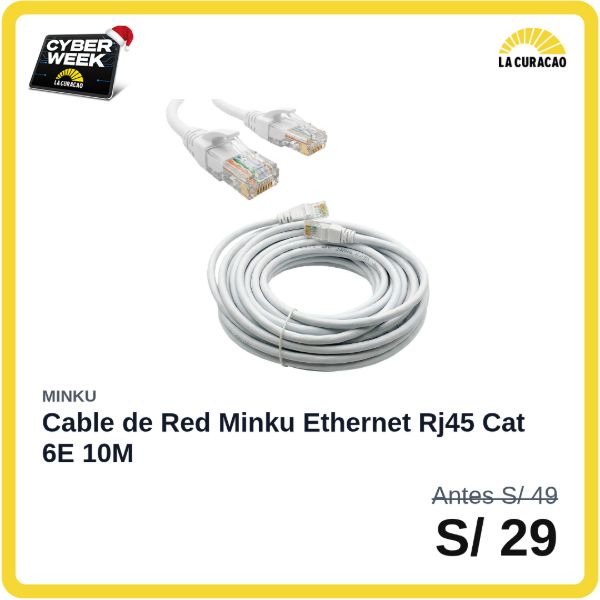 CYBER
WEEK
LA CURACAO
LA CURACAO
MINKU
Cable de Red Minku Ethernet Rj45 Cat
6E 10M
Antes S/ 49
S/ 29